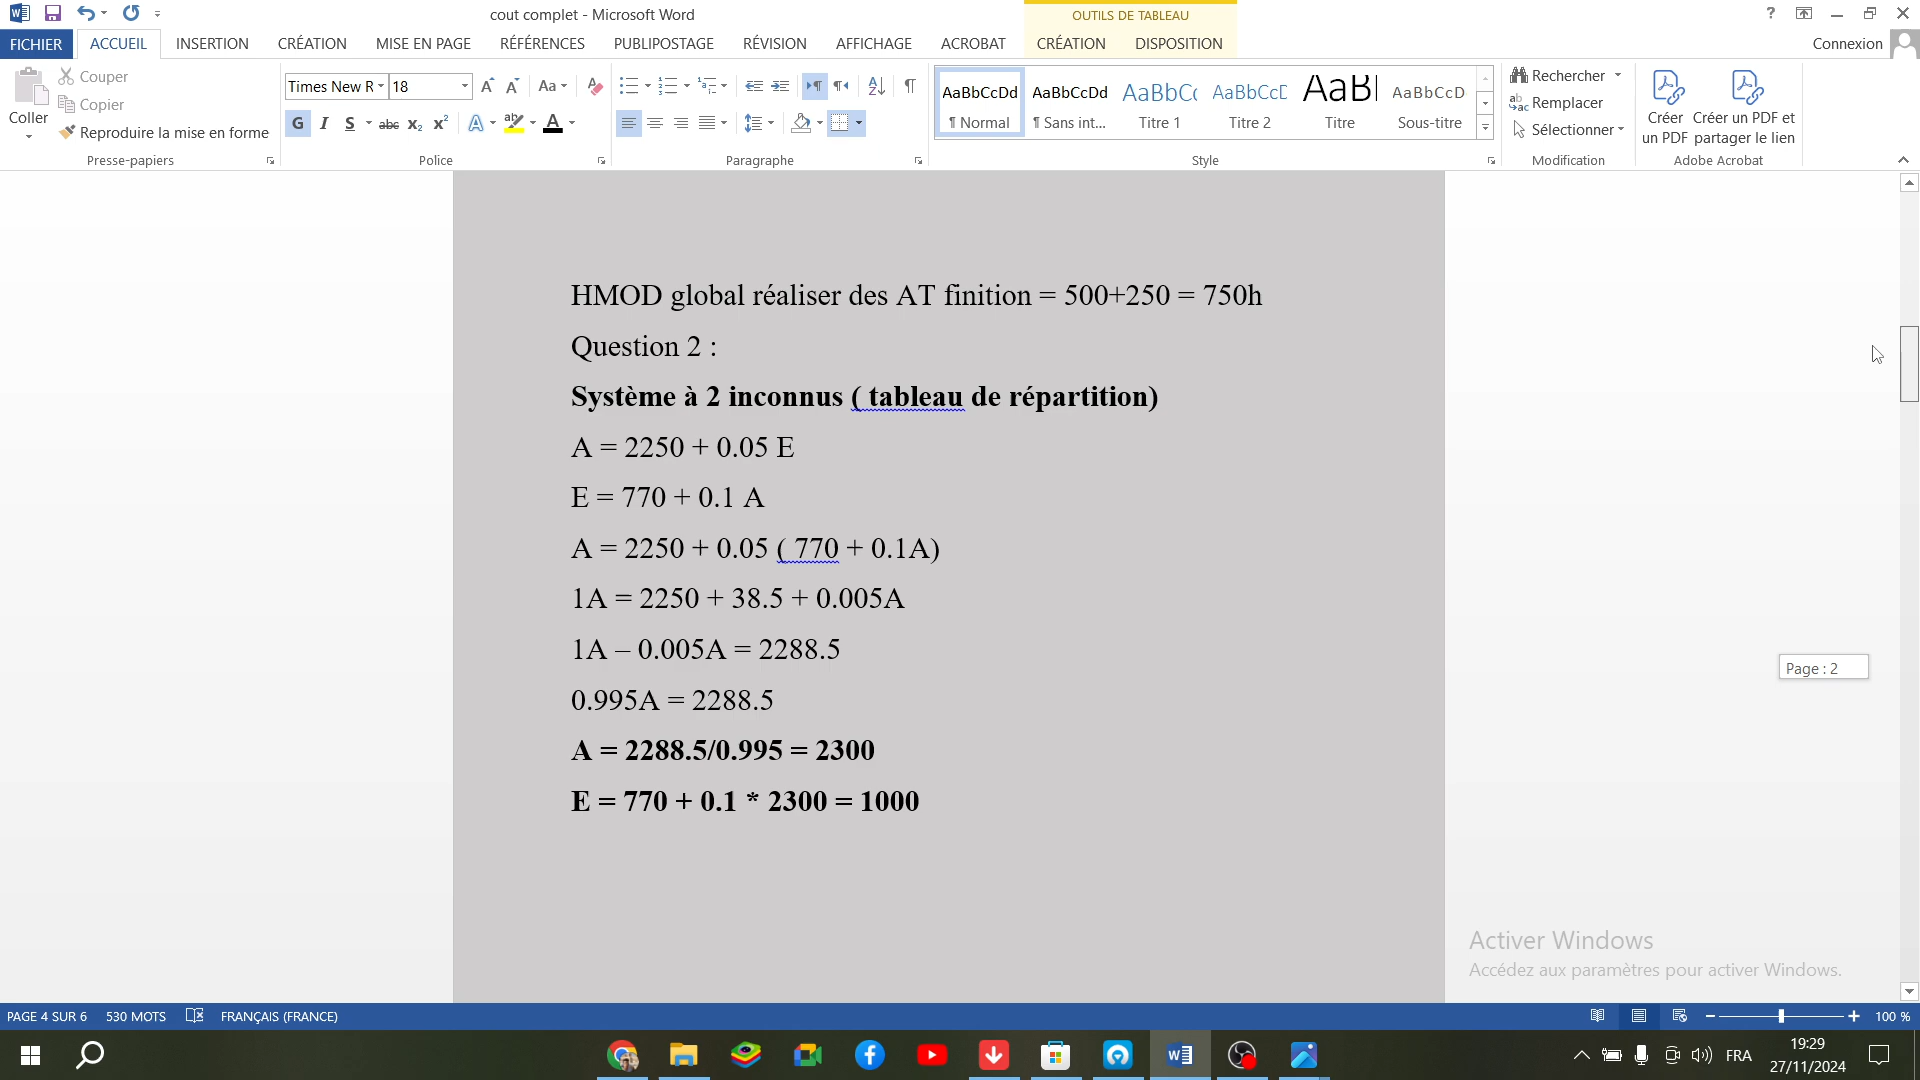 cout complet - Microsoft Word
OUTILS DE TABLEAU
?
FICHIER ACCUEIL INSERTION CRÉATION MISE EN PAGE RÉFÉRENCES PUBLIPOSTAGE RÉVISION AFFICHAGE ACROBAT CRÉATION DISPOSITION Connexion
Coller
Couper
Copier
Reproduire la mise en forme
Presse-papiers
Times New R 18
G I S abc X₂ X²
Police
Paragraphe
AaBbCcDd AaBbCcDd AaBbCc AaBbCcE AaBl AaBbCcD
¶ Normal ¶ Sans int... Titre 1 Titre 2 Titre Sous-titre
Style
Rechercher
Remplacer
Sélectionner
Modification
Créer un PDF
Créer un PDF et partager le lien
Adobe Acrobat
HMOD global réaliser des AT finition = 500+250 = 750h
Question 2 :
Système à 2 inconnus ( tableau de répartition)
A = 2250 + 0.05 E
E = 770 + 0.1 A
A = 2250 + 0.05 ( 770 + 0.1A)
1A = 2250 + 38.5 + 0.005A
1A – 0.005A = 2288.5
0.995A = 2288.5
A = 2288.5/0.995 = 2300
E = 770 + 0.1 * 2300 = 1000
Page : 2
Activer Windows
Accédez aux paramètres pour activer Windows.
PAGE 4 SUR 6 530 MOTS FRANÇAIS (FRANCE) 100 %
FRA
19:29
27/11/2024